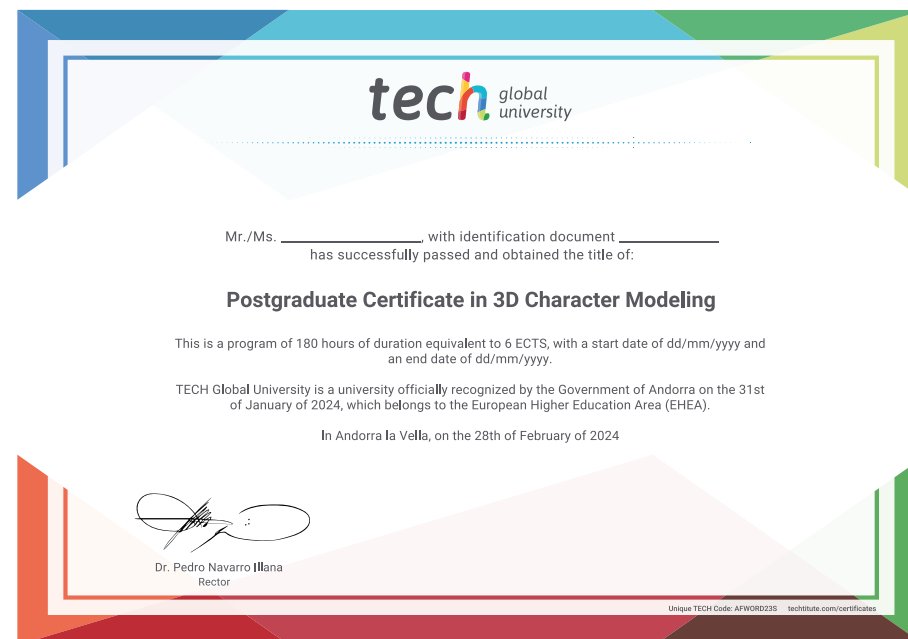 tech global
university
Mr./Ms. ____________, with identification document ____________
has successfully passed and obtained the title of:
Postgraduate Certificate in 3D Character Modeling
This is a program of 180 hours of duration equivalent to 6 ECTS, with a start date of dd/mm/yyyy and
an end date of dd/mm/yyyy.
TECH Global University is a university officially recognized by the Government of Andorra on the 31st
of January of 2024, which belongs to the European Higher Education Area (EHEA).
In Andorra la Vella, on the 28th of February of 2024
Dr. Pedro Navarro Illana
Rector
Unique TECH Code: AFWORD23S techtitute.com/certificates